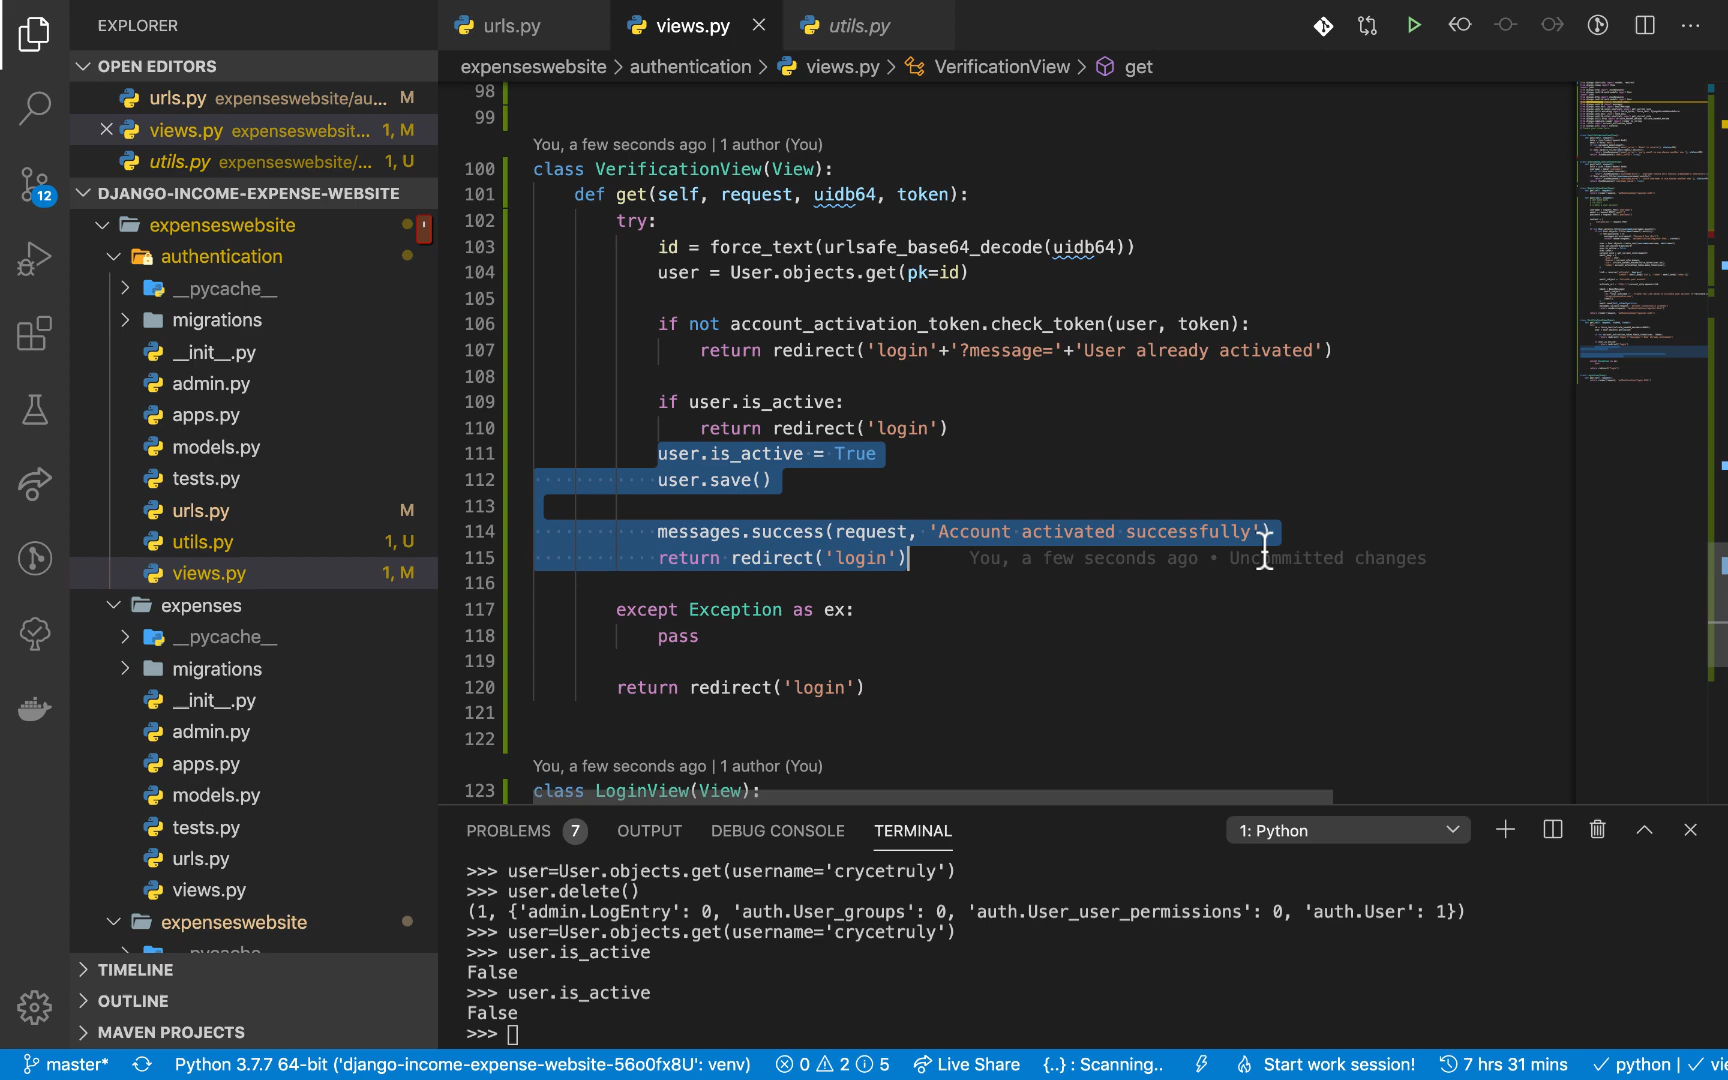 EXPLORER
urls.py
views.py
utils.py
OPEN EDITORS
expenseswebsite > authentication > views.py > VerificationView > get
urls.py expenseswebsite/au... M
views.py expenseswebsit... 1, M
utils.py expenseswebsite/... 1, U
12
DJANGO-INCOME-EXPENSE-WEBSITE
expenseswebsite
authentication
__pycache__
migrations
__init__.py
admin.py
apps.py
models.py
tests.py
urls.py M
utils.py 1, U
views.py 1, M
expenses
__pycache__
migrations
__init__.py
admin.py
apps.py
models.py
tests.py
urls.py
views.py
expenseswebsite
__pycache__
TIMELINE
OUTLINE
MAVEN PROJECTS
98
99
You, a few seconds ago | 1 author (You)
100 class VerificationView(View):
101 def get(self, request, uidb64, token):
102 try:
103 id = force_text(urlsafe_base64_decode(uidb64))
104 user = User.objects.get(pk=id)
105
106 if not account_activation_token.check_token(user, token):
107 return redirect('login'+'?message='+'User already activated')
108
109 if user.is_active:
110 return redirect('login')
111 user.is_active = True
112 user.save()
113
114 messages.success(request, 'Account activated successfully')
115 return redirect('login') You, a few seconds ago • Uncommitted changes
116
117 except Exception as ex:
118 pass
119
120 return redirect('login')
121
122
You, a few seconds ago | 1 author (You)
123 class LoginView(View):
PROBLEMS 7 OUTPUT DEBUG CONSOLE TERMINAL 1: Python
>>> user=User.objects.get(username='crycetruly')
>>> user.delete()
(1, {'admin.LogEntry': 0, 'auth.User_groups': 0, 'auth.User_user_permissions': 0, 'auth.User': 1})
>>> user=User.objects.get(username='crycetruly')
>>> user.is_active
False
>>> user.is_active
False
>>>
master* Python 3.7.7 64-bit ('django-income-expense-website-56o0fx8U': venv) 0 2 5 Live Share {..} : Scanning.. Start work session! 7 hrs 31 mins python | vi